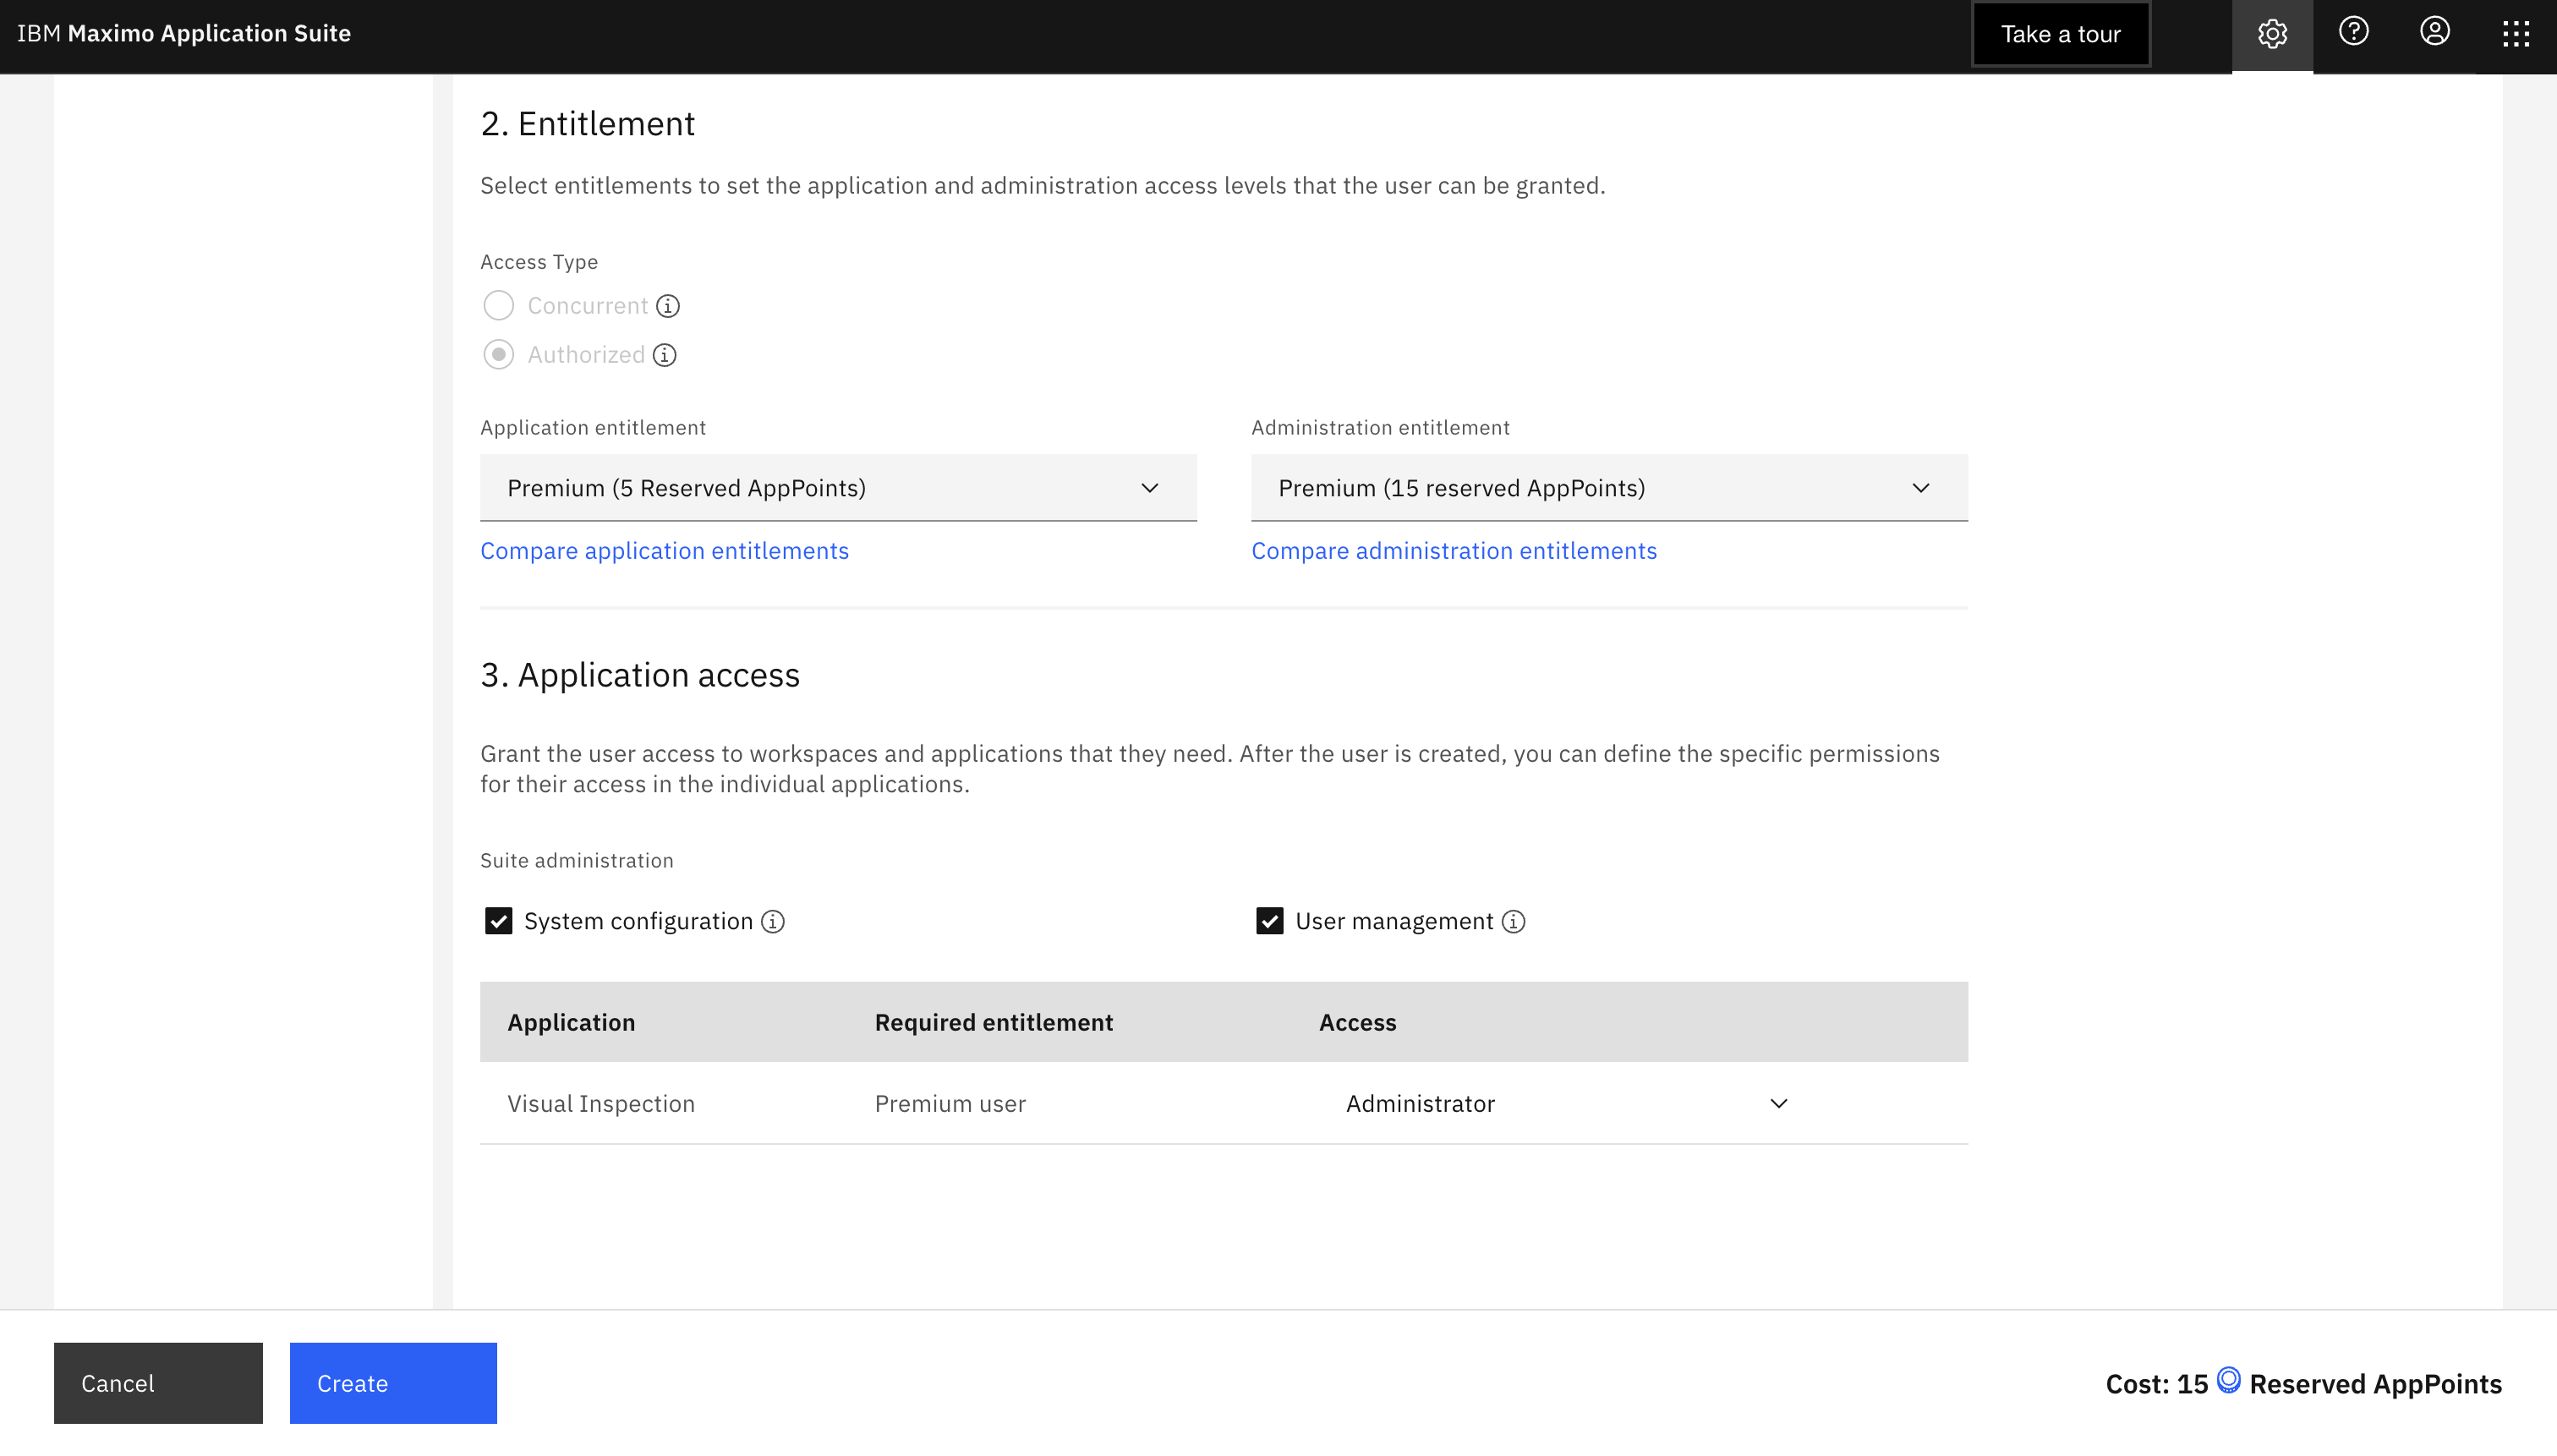 IBM Maximo Application Suite
Take a tour
2. Entitlement
Select entitlements to set the application and administration access levels that the user can be granted.
Access Type
Concurrent
Authorized
Application entitlement
Administration entitlement
Premium (5 Reserved AppPoints)
Premium (15 reserved AppPoints)
Compare application entitlements
Compare administration entitlements
3. Application access
Grant the user access to workspaces and applications that they need. After the user is created, you can define the specific permissions
for their access in the individual applications.
Suite administration
System configuration
User management
Application Required entitlement Access
Visual Inspection Premium user Administrator
Cancel
Create
Cost: 15 Reserved AppPoints